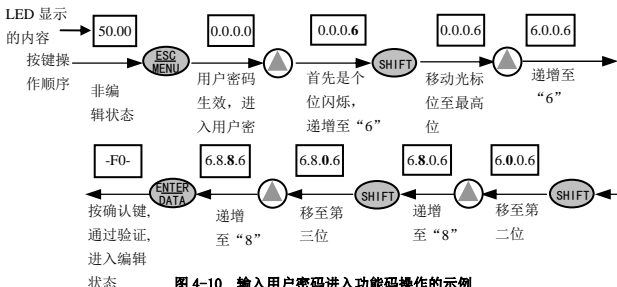 LED 显示
的内容
50.00
0.0.0.0
0.0.0.6
0.0.0.6
6.0.0.6
按键操
作顺序
ESC
MENU
SHIFT
非编
辑状态
用户密码
生效，进
入用户密
首先是个
位闪烁，
递增至“6”
移动光标
位至最高
位
递增至
“6”
-F0-
6.8.8.6
6.8.0.6
6.8.0.6
6.0.0.6
ENTER
DATA
SHIFT
SHIFT
按确认键,
通过验证,
进入编辑
状态
递增
至“8”
移至第
三位
递增
至“8”
移至第
二位
图 4-10 输入用户密码进入功能码操作的示例